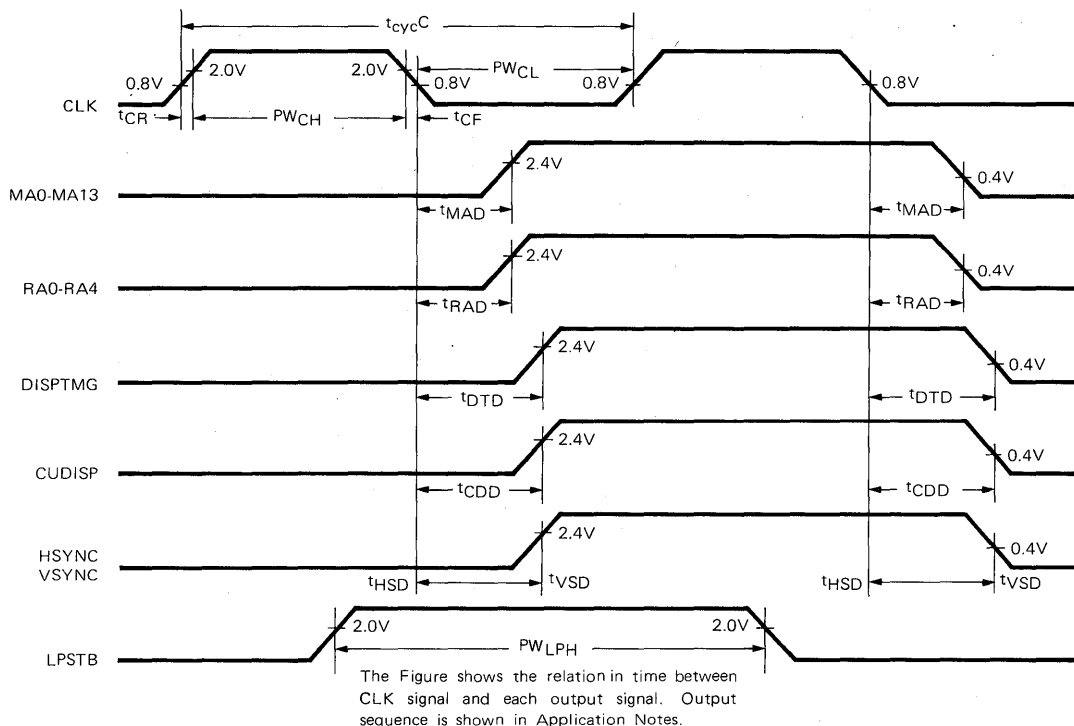 tcycC
2.0V 2.0V PWCL
0.8V 0.8V 0.8V 0.8V
CLK
tCR PWCH tCF
2.4V 0.4V
MA0-MA13
tMAD tMAD
2.4V 0.4V
RA0-RA4
tRAD tRAD
2.4V 0.4V
DISPTMG
tDTD tDTD
2.4V 0.4V
CUDISP
tCDD tCDD
2.4V 0.4V
HSYNC
VSYNC
tHSD tVSD tHSD tVSD
2.0V 2.0V
LPSTB
PWLPH
The Figure shows the relation in time between
CLK signal and each output signal. Output
sequence is shown in Application Notes.